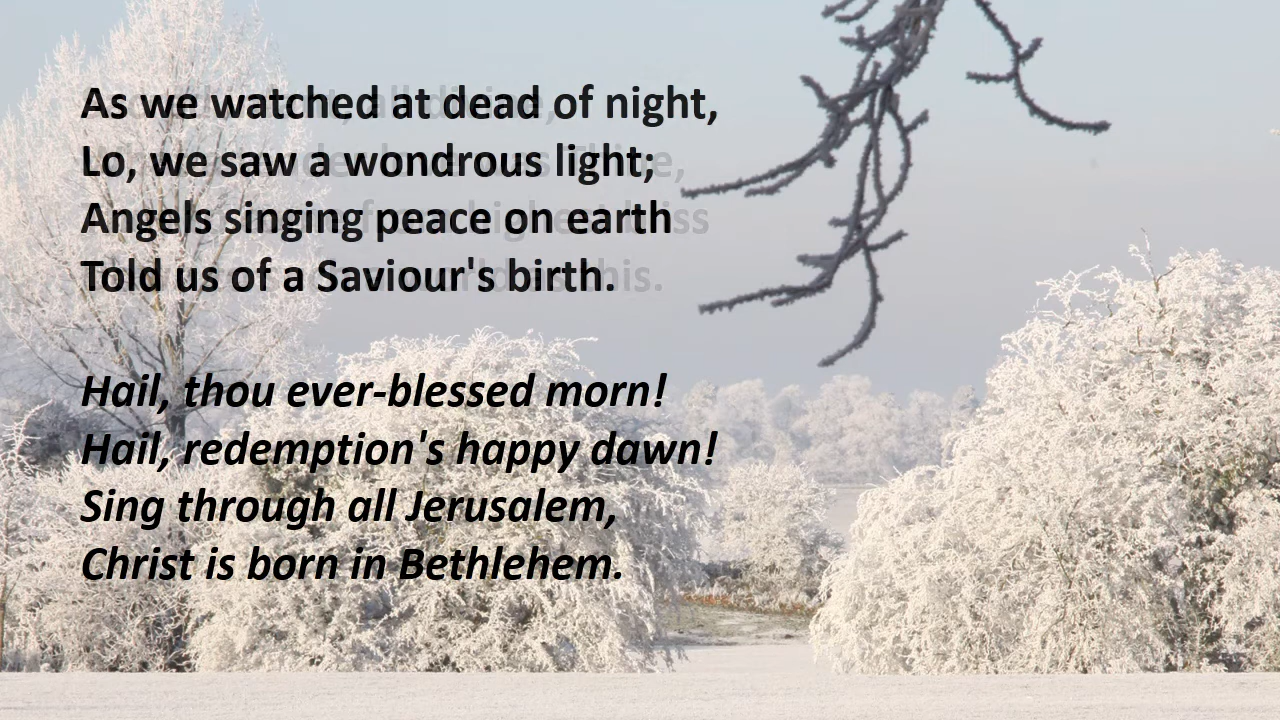 As we watched at dead of night,
Lo, we saw a wondrous light;
Angels singing peace on earth
Told us of a Saviour's birth.
Hail, thou ever-blessed morn!
Hail, redemption's happy dawn!
Sing through all Jerusalem,
Christ is born in Bethlehem.